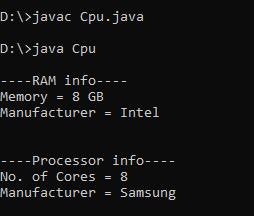 D:\>javac Cpu.java
D:\>java Cpu
----RAM info----
Memory = 8 GB
Manufacturer = Intel
----Processor info----
No. of Cores = 8
Manufacturer = Samsung